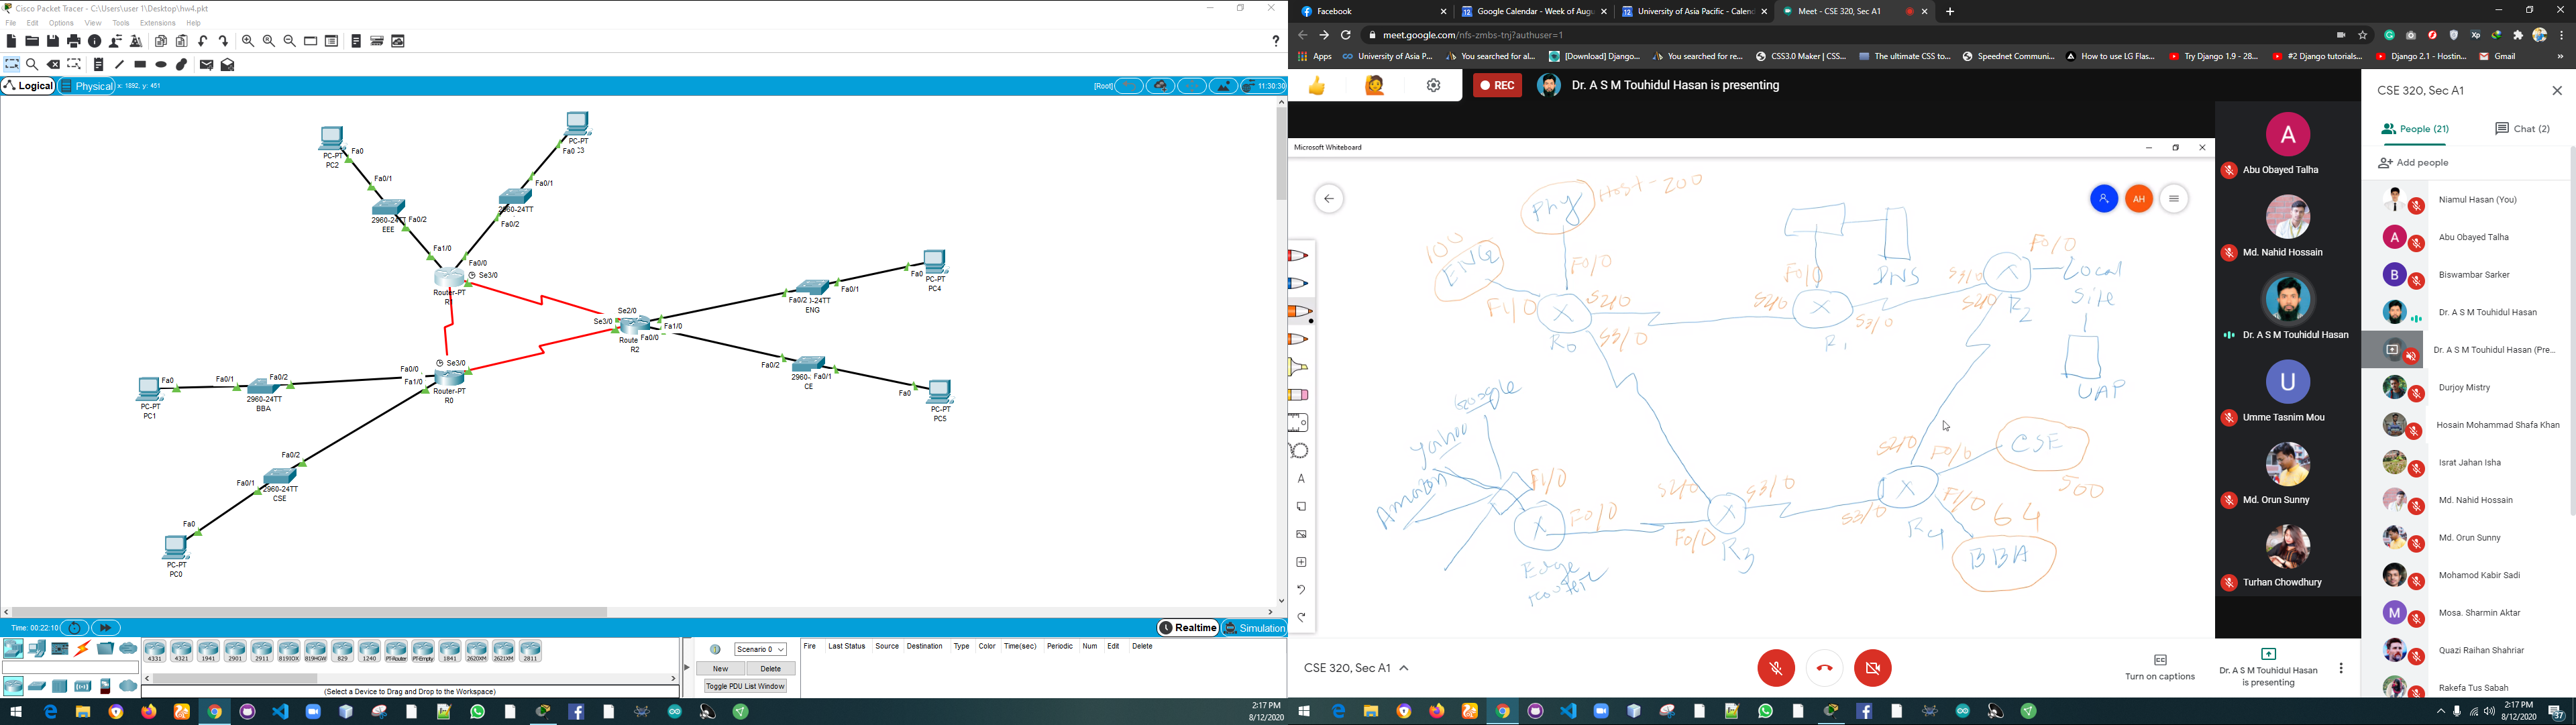 Cisco Packet Tracer - C:\Users\user 1\Desktop\hw4.pkt
File Edit Options View Tools Extensions Help
Logical Physical x: 1892, y: 451
[Root] 11:30:30
PC-PT
PC2
Fa0
Fa0/1
2960-24TT
EEE
Fa0/2
Fa1/0
PC-PT
Fa0
Fa0/1
2960-24TT
Fa0/2
Fa0/0
Se3/0
Router-PT
Se2/0
Se3/0
R2
Fa1/0
Fa0/0
Fa0/2
ENG
Fa0/1
Fa0
PC-PT
PC4
Fa0/2
CE
Fa0/1
Fa0
PC-PT
PC5
Se3/0
Fa0/0
Fa1/0
Router-PT
R0
Fa0
PC-PT
PC1
Fa0/1
Fa0/2
2960-24TT
BBA
Fa0/2
Fa0/1
2960-24TT
CSE
Fa0
PC-PT
PC0
Time: 00:22:10
Realtime Simulation
4331 4321 1941 2901 2911 819IOX 819HGW 829 1240 PT-Router PT-Empty 1841 2620XM 2621XM 2811
(Select a Device to Drag and Drop to the Workspace)
Scenario 0
New Delete
Toggle PDU List Window
Fire Last Status Source Destination Type Color Time(sec) Periodic Num Edit Delete
2:17 PM
8/12/2020
Facebook
Google Calendar - Week of Augu
University of Asia Pacific - Calend
Meet - CSE 320, Sec A1
meet.google.com/nfs-zmbs-tnj?authuser=1
Apps University of Asia P... You searched for al... [Download] Django... You searched for re... CSS3.0 Maker | CSS... The ultimate CSS to... Speednet Communi... How to use LG Flas... Try Django 1.9 - 28... #2 Django tutorials... Django 2.1 - Hostin... Gmail
REC
Dr. A S M Touhidul Hasan is presenting
Microsoft Whiteboard
AH
Phy
Host-200
100
ENG
F0/0
F1/0
S2/0
S3/0
R0
F0/0
DNS
S2/0
S3/0
R1
S3/0
S2/0
R2
F0/0
Local
Site
UAP
Google
Yahoo
Amazon
F1/0
F0/0
Edge
router
S2/0
S3/0
F0/0
R3
S2/0
F0/0
CSE
500
S3/0
F1/0
R4
64
BBA
Abu Obayed Talha
Md. Nahid Hossain
Dr. A S M Touhidul Hasan
U
Umme Tasnim Mou
Md. Orun Sunny
Turhan Chowdhury
CSE 320, Sec A1
People (21)
Chat (2)
Add people
Niamul Hasan (You)
A
Abu Obayed Talha
B
Biswambar Sarker
Dr. A S M Touhidul Hasan
Dr. A S M Touhidul Hasan (Pre...
Durjoy Mistry
Hosain Mohammad Shafa Khan
Israt Jahan Isha
Md. Nahid Hossain
Md. Orun Sunny
Mohamod Kabir Sadi
M
Mosa. Sharmin Aktar
Quazi Raihan Shahriar
Rakefa Tus Sabah
CSE 320, Sec A1
Turn on captions
Dr. A S M Touhidul Hasan
is presenting
2:17 PM
8/12/2020